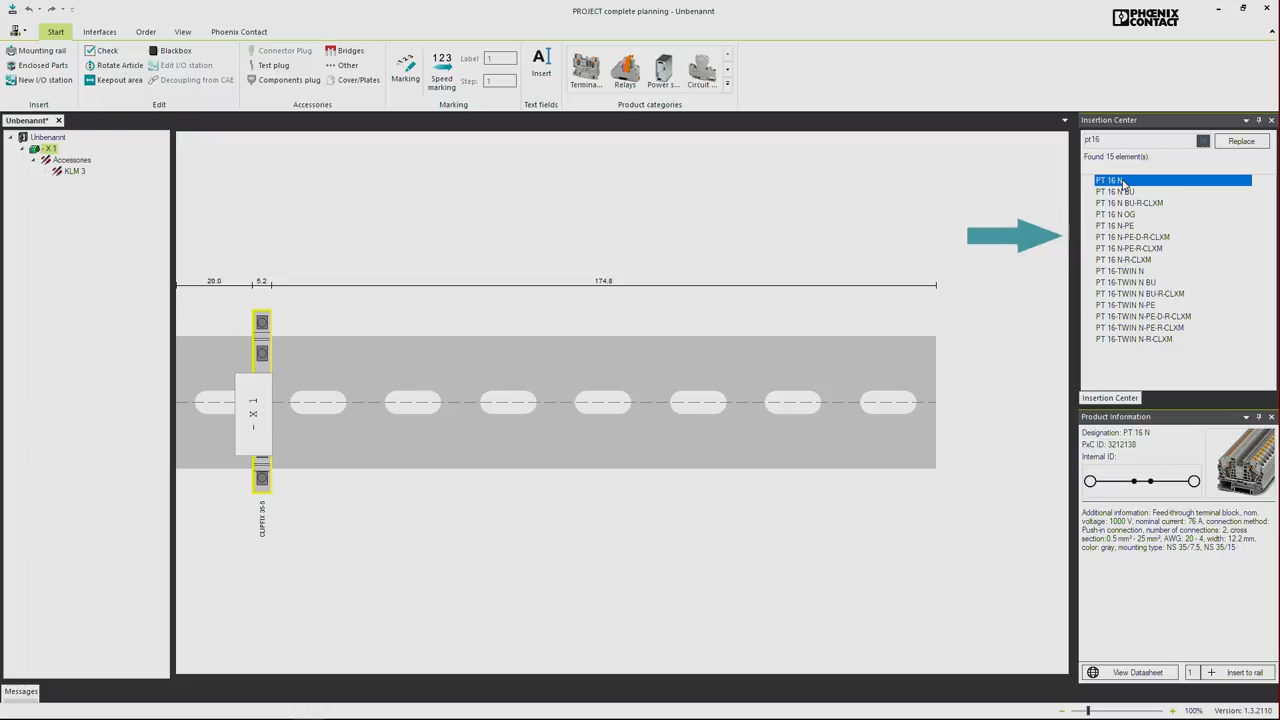 PROJECT complete planning - Unbenannt
PHŒNIX CONTACT
Start Interfaces Order View Phoenix Contact
Mounting rail Check Blackbox Connector Plug Bridges
Enclosed Parts Rotate Article Edit I/O station Test plug Other
New I/O station Keepout area Decoupling from CAE Components plug Cover/Plates
Marking
123
Speed marking
Label 1
Step: 1
Insert
Termina... Relays Power s... Circuit ...
Insert Edit Accessories Marking Text fields Product categories
Unbenannt*
Insertion Center
Unbenannt
- X 1
Accessories
KLM 3
pt16
Replace
Found 15 element(s).
PT 16 N
PT 16 N BU
PT 16 N BU-R-CLXM
PT 16 N OG
PT 16 N-PE
PT 16 N-PE-D-R-CLXM
PT 16 N-PE-R-CLXM
PT 16 N-R-CLXM
PT 16-TWIN N
PT 16-TWIN N BU
PT 16-TWIN N BU-R-CLXM
PT 16-TWIN N-PE
PT 16-TWIN N-PE-D-R-CLXM
PT 16-TWIN N-PE-R-CLXM
PT 16-TWIN N-R-CLXM
20.0 5.2 174.8
- X 1
CLIPFIX 35-5
Insertion Center
Product Information
Designation: PT 16 N
PxC ID: 3212138
Internal ID:
Additional information: Feed-through terminal block, nom.
voltage: 1000 V, nominal current: 76 A, connection method:
Push-in connection, number of connections: 2, cross
section:0.5 mm² - 25 mm², AWG: 20 - 4, width: 12.2 mm,
color: gray, mounting type: NS 35/7,5, NS 35/15
View Datasheet 1 Insert to rail
Messages
100% Version: 1.3.2110